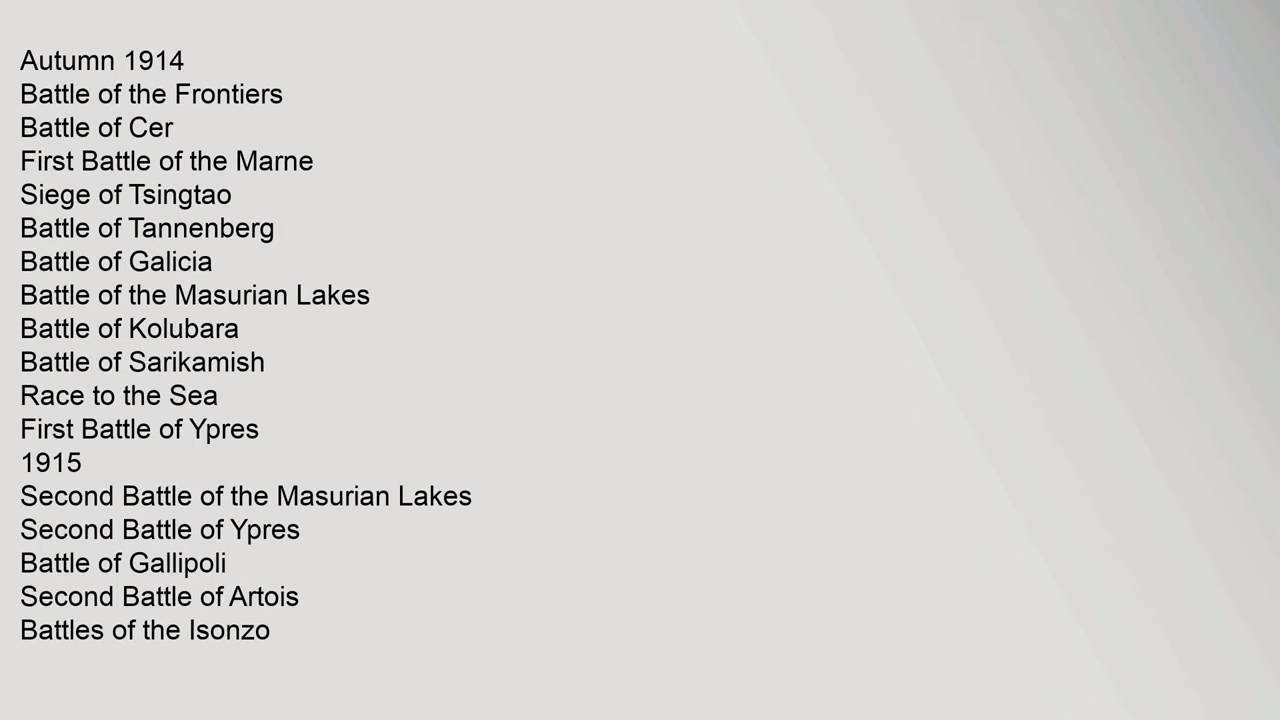 Autumn 1914
Battle of the Frontiers
Battle of Cer
First Battle of the Marne
Siege of Tsingtao
Battle of Tannenberg
Battle of Galicia
Battle of the Masurian Lakes
Battle of Kolubara
Battle of Sarikamish
Race to the Sea
First Battle of Ypres
1915
Second Battle of the Masurian Lakes
Second Battle of Ypres
Battle of Gallipoli
Second Battle of Artois
Battles of the Isonzo